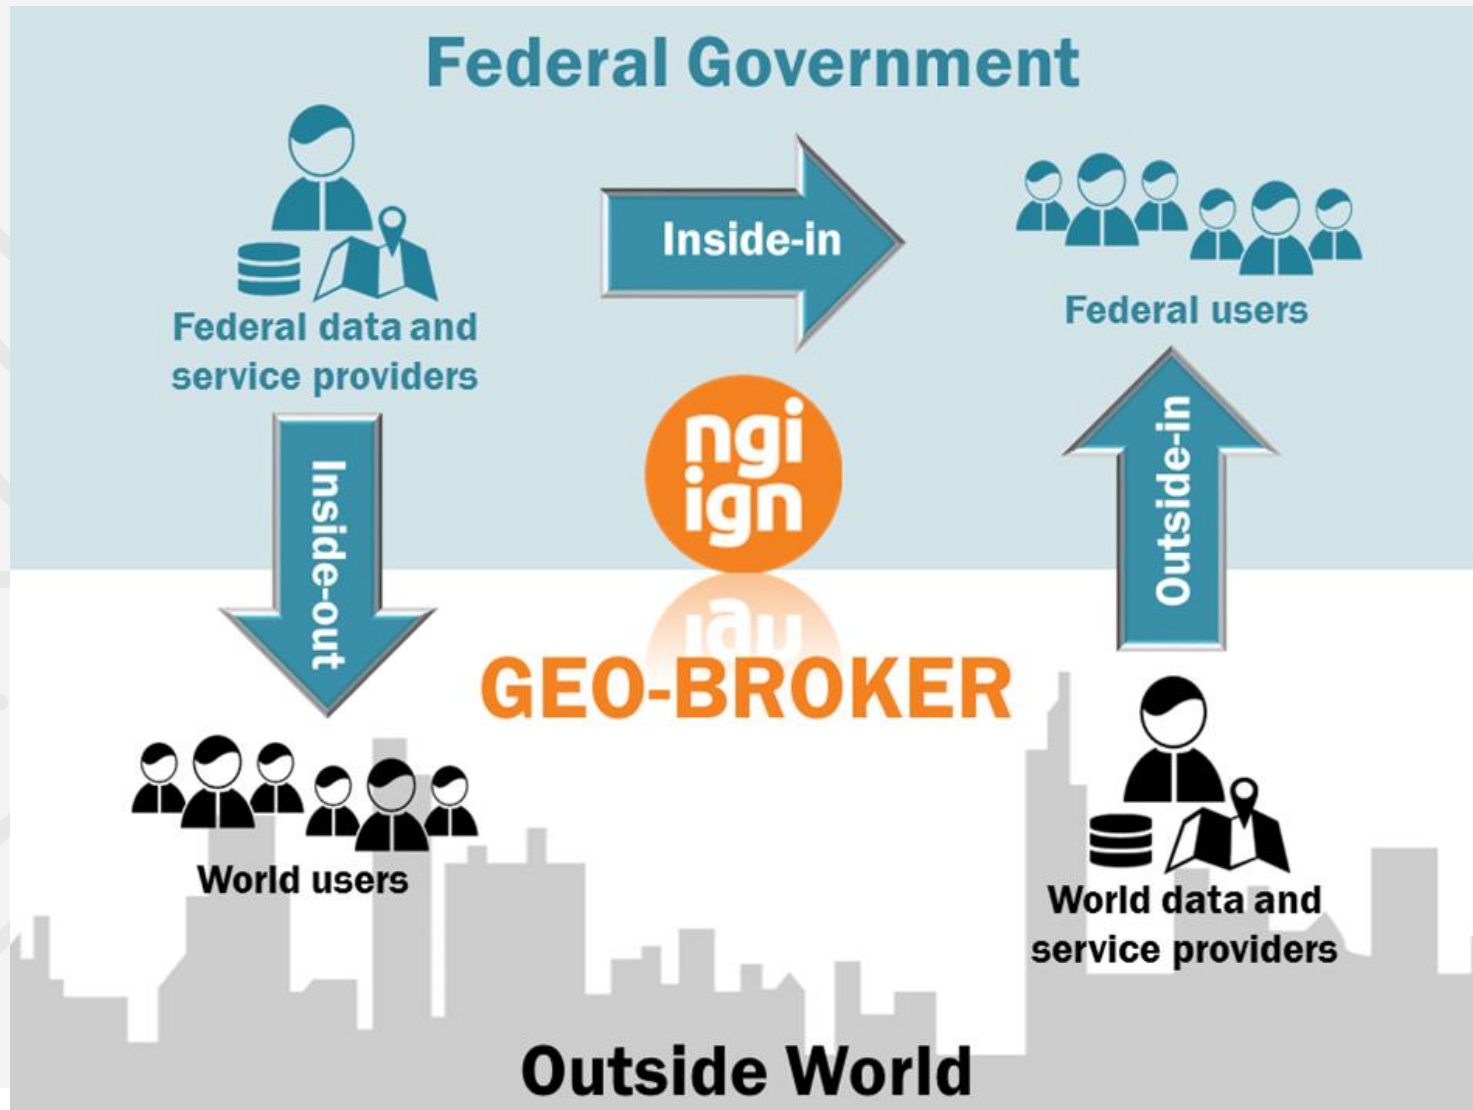 Federal Government
Inside-in
Federal data and
service providers
Federal users
ngi
ign
Inside-out
Outside-in
GEO-BROKER
World users
World data and
service providers
Outside World